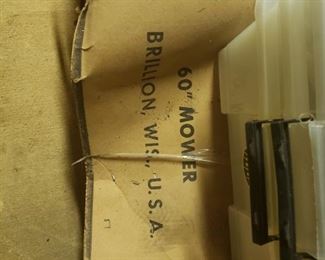 60" MOWER
BRILLION, WIS., U.S.A.